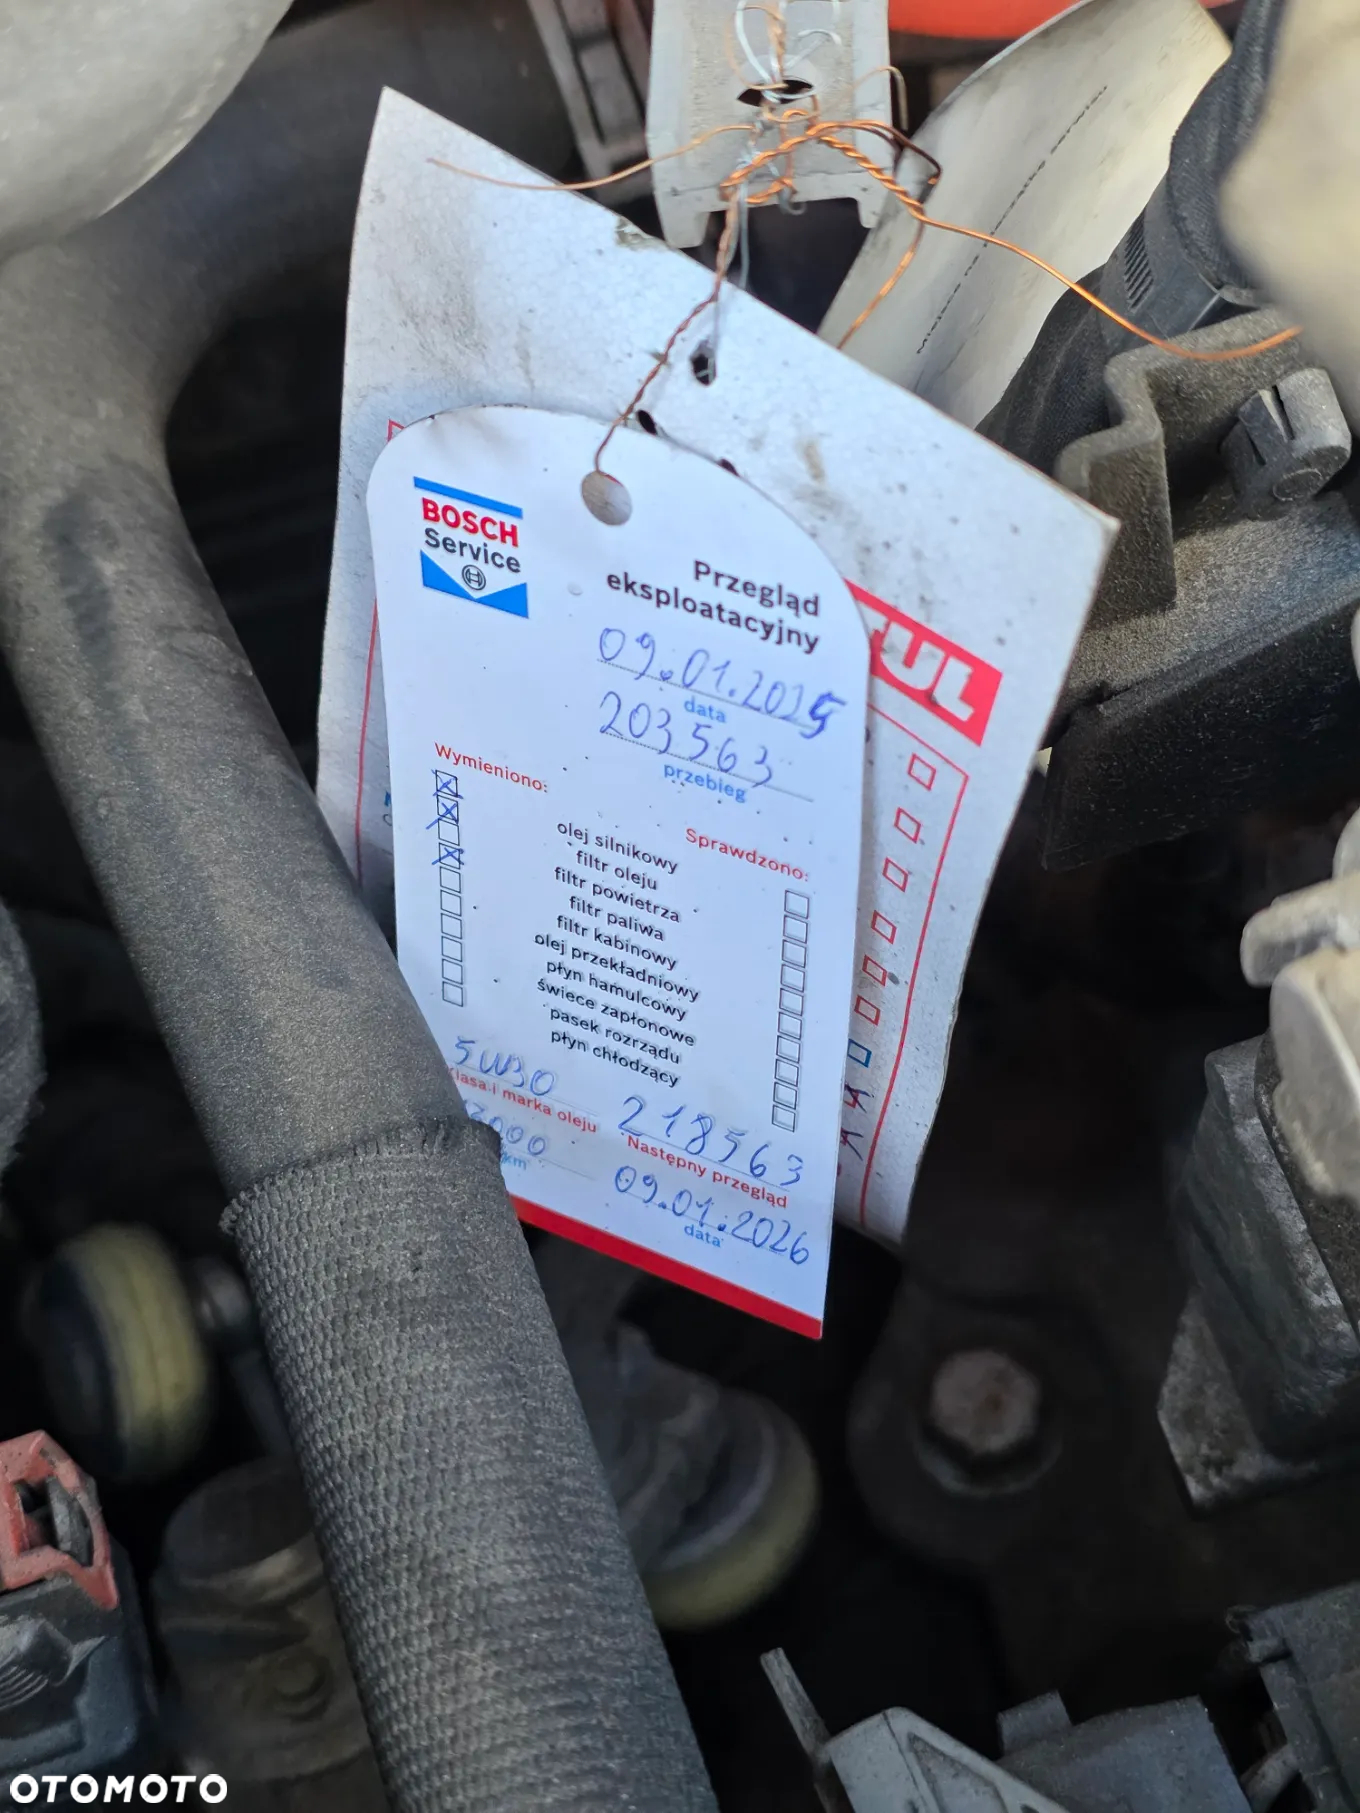 BOSCH
Service
Przegląd
eksploatacyjny
09.01.2025
data
203563
przebieg
Wymieniono:
Sprawdzono:
olej silnikowy
filtr oleju
filtr powietrza
filtr paliwa
filtr kabinowy
olej przekładniowy
płyn hamulcowy
świece zapłonowe
pasek rozrządu
płyn chłodzący
5W30
klasa i marka oleju
km
218563
Następny przegląd
09.01.2026
data
TUL
OTOMOTO